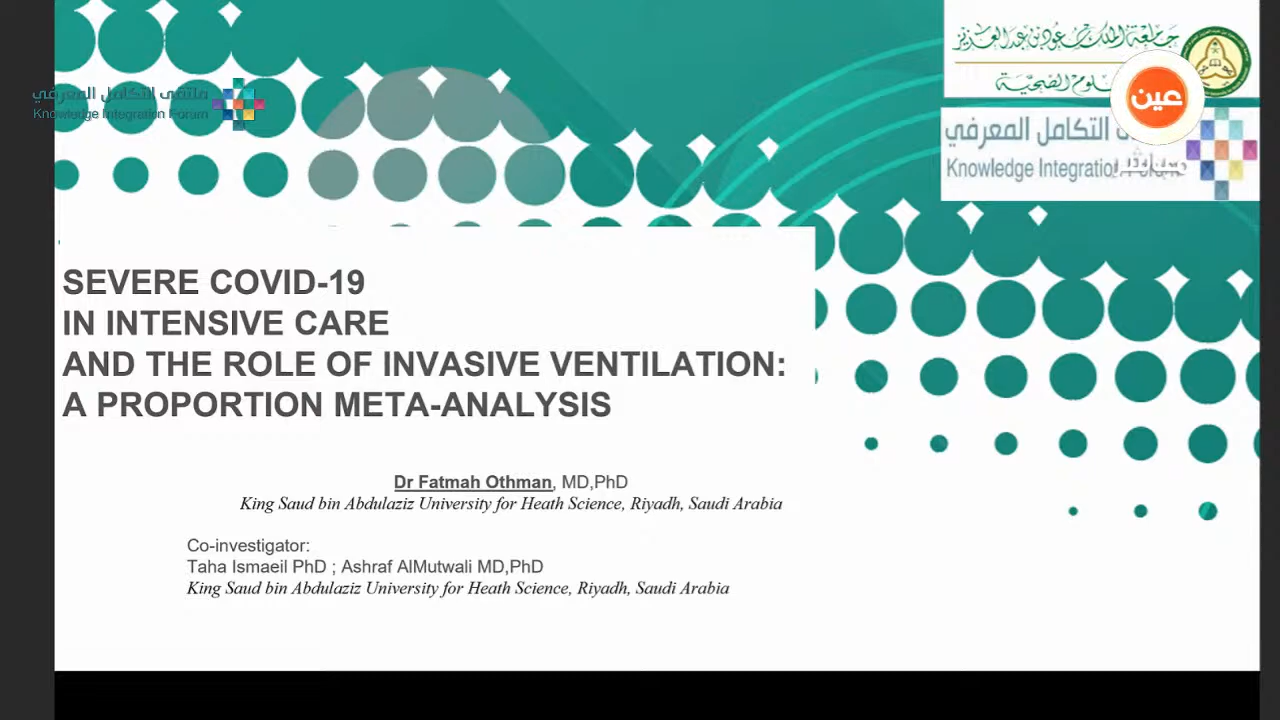 جامعة الملك سعود بن عبدالعزيز
الصحية
ملتقى التكامل المعرفي
Knowledge Integration Forum
عين
التكامل المعرفي
Knowledge Integration
SEVERE COVID-19
IN INTENSIVE CARE
AND THE ROLE OF INVASIVE VENTILATION:
A PROPORTION META-ANALYSIS
Dr Fatmah Othman, MD,PhD
King Saud bin Abdulaziz University for Heath Science, Riyadh, Saudi Arabia
Co-investigator:
Taha Ismaeil PhD ; Ashraf AlMutwali MD,PhD
King Saud bin Abdulaziz University for Heath Science, Riyadh, Saudi Arabia